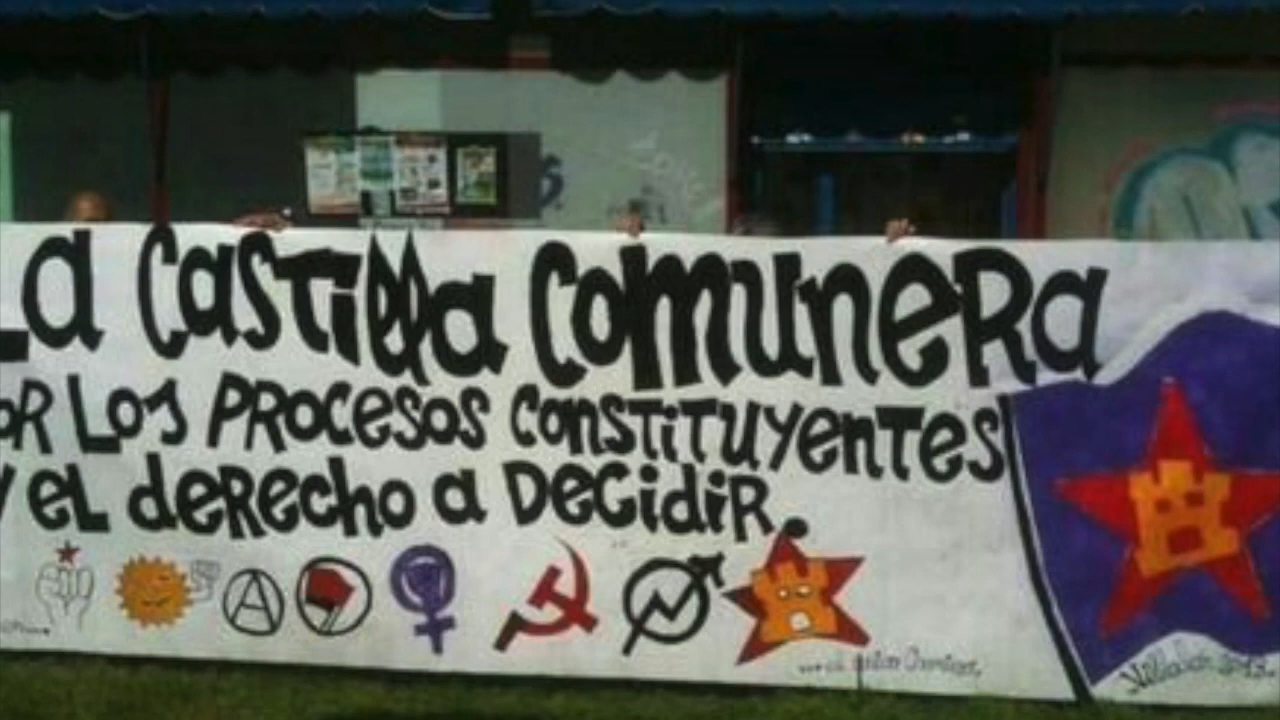 La Castilla Comunera
OR LOS PROCESOS CONSTITUYENTES
Y EL DERECHO A DECIDIR.